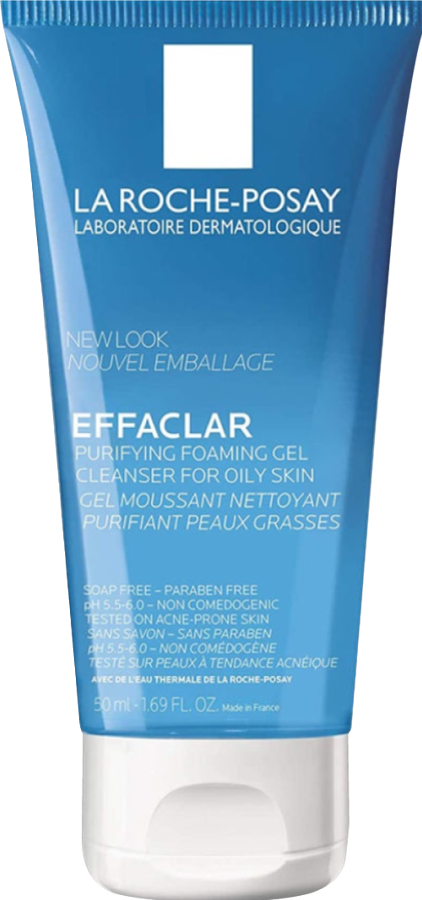 LA ROCHE-POSAY
LABORATOIRE DERMATOLOGIQUE
NEW LOOK
NOUVEL EMBALLAGE
EFFACLAR
PURIFYING FOAMING GEL
CLEANSER FOR OILY SKIN
GEL MOUSSANT NETTOYANT
PURIFIANT PEAUX GRASSES
SOAP FREE – PARABEN FREE
pH 5.5-6.0 – NON COMEDOGENIC
TESTED ON ACNE-PRONE SKIN
SANS SAVON – SANS PARABEN
pH 5.5-6.0 – NON COMEDOGÈNE
TESTÉ SUR PEAUX À TENDANCE ACNÉIQUE
AVEC DE L'EAU THERMALE DE LA ROCHE-POSAY
50 ml - 1.69 FL. OZ. Made in France